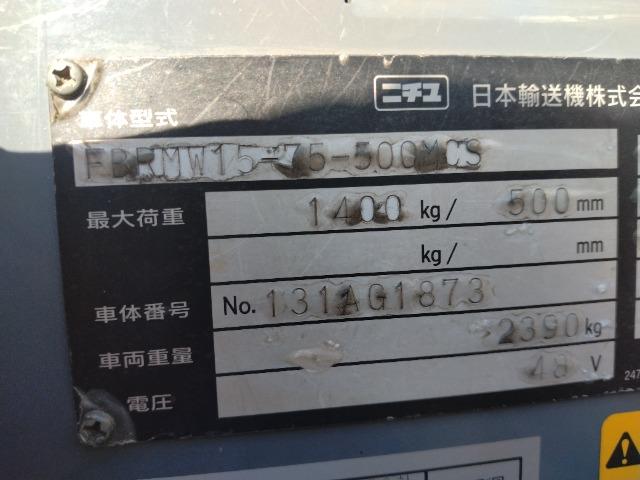 ニチユ 日本輸送機株式会
車体型式
FBRMW15-75-500MCS
最大荷重 1400 kg/ 500 mm
kg/ mm
車体番号 No. 131AG1873
車両重量 2390 kg
電圧 48 V
247